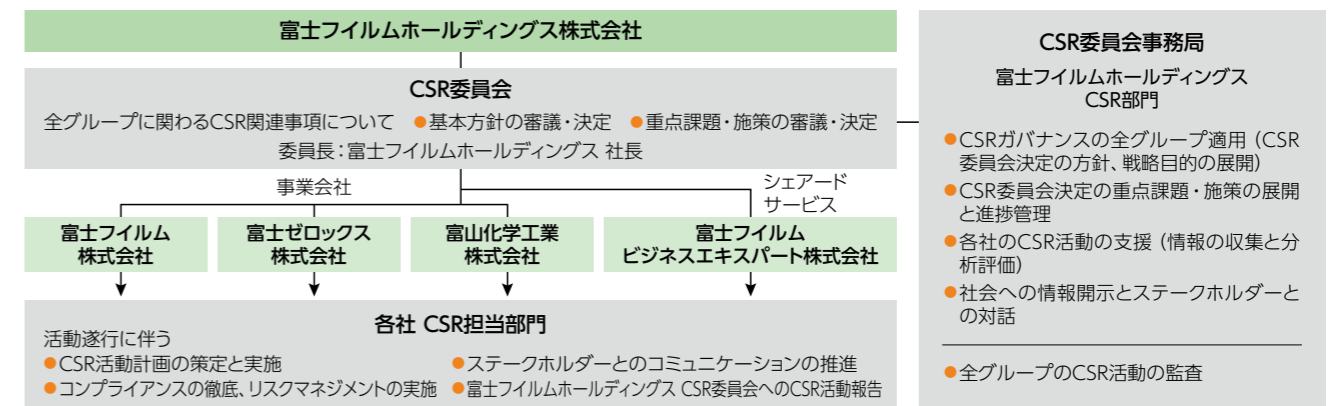 富士フイルムホールディングス株式会社
CSR委員会
全グループに関わるCSR関連事項について ●基本方針の審議・決定 ●重点課題・施策の審議・決定
委員長：富士フイルムホールディングス 社長
事業会社
シェアード
サービス
富士フイルム
株式会社
富士ゼロックス
株式会社
富山化学工業
株式会社
富士フイルム
ビジネスエキスパート株式会社
各社 CSR担当部門
活動遂行に伴う
●CSR活動計画の策定と実施
●コンプライアンスの徹底、リスクマネジメントの実施
●ステークホルダーとのコミュニケーションの推進
●富士フイルムホールディングス CSR委員会へのCSR活動報告
CSR委員会事務局
富士フイルムホールディングス
CSR部門
●CSRガバナンスの全グループ適用（CSR
委員会決定の方針、戦略目的の展開）
●CSR委員会決定の重点課題・施策の展開
と進捗管理
●各社のCSR活動の支援（情報の収集と分
析評価）
●社会への情報開示とステークホルダーと
の対話
●全グループのCSR活動の監査